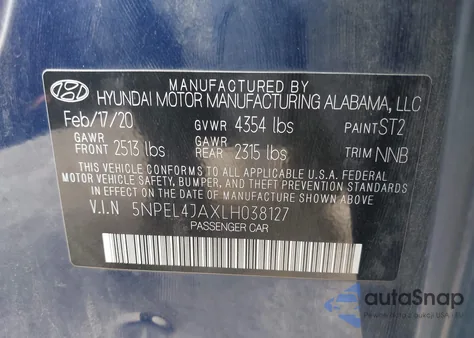 MANUFACTURED BY
HYUNDAI MOTOR MANUFACTURING ALABAMA, LLC
Feb/17/20 GVWR 4354 lbs PAINT ST2
GAWR FRONT 2513 lbs GAWR REAR 2315 lbs TRIM NNB
THIS VEHICLE CONFORMS TO ALL APPLICABLE U.S.A FEDERAL
MOTOR VEHICLE SAFETY, BUMPER, AND THEFT PREVENTION STANDARDS
IN EFFECT ON THE DATE OF MANUFACTURE SHOWN ABOVE
V.I.N 5NPEL4JAXLH038127
PASSENGER CAR
autoSnap